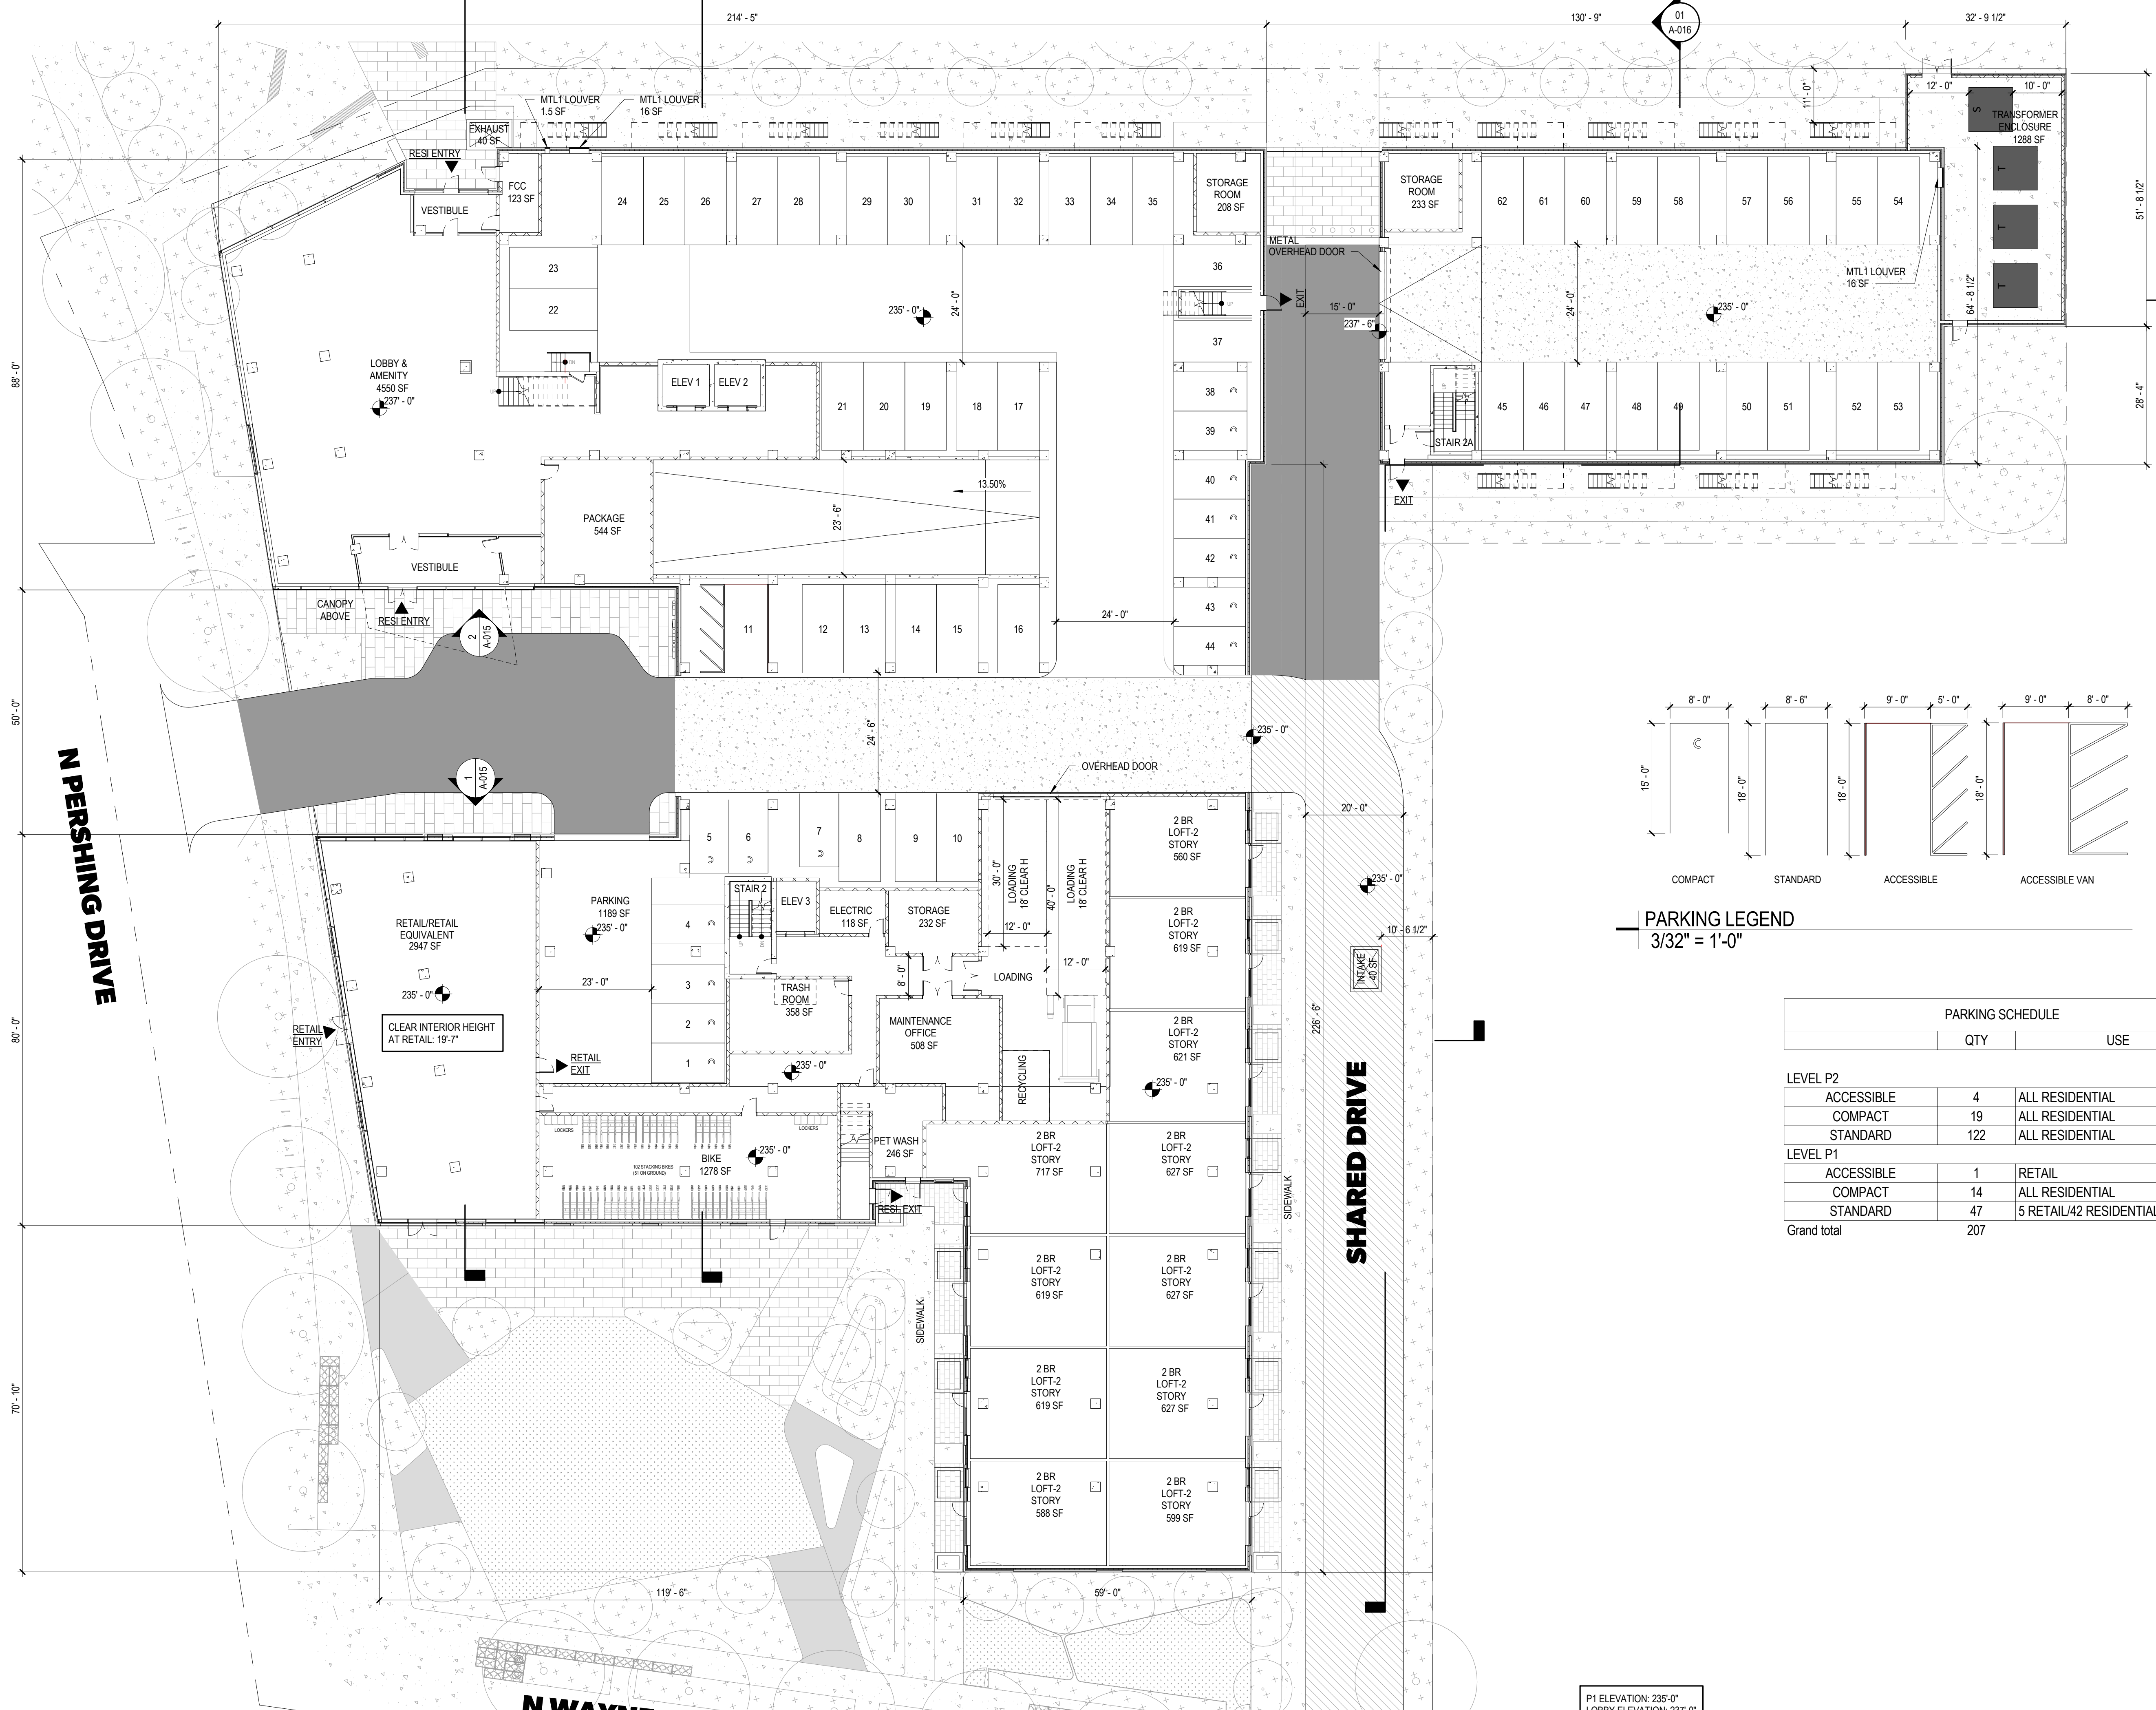 214' - 5"
130' - 9"
01
A-016
32' - 9 1/2"
MTL1 LOUVER
1.5 SF
MTL1 LOUVER
16 SF
EXHAUST
40 SF
RESI ENTRY
FCC
123 SF
VESTIBULE
24
25
26
27
28
29
30
31
32
33
34
35
STORAGE
ROOM
208 SF
STORAGE
ROOM
233 SF
62
61
60
59
58
57
56
55
54
11' - 0"
12' - 0"
10' - 0"
S
TRANSFORMER
ENCLOSURE
1288 SF
T
T
T
51' - 8 1/2"
64' - 8 1/2"
28' - 4"
METAL
OVERHEAD DOOR
MTL1 LOUVER
16 SF
23
22
235' - 0"
24' - 0"
36
EXIT
15' - 0"
237' - 6"
24' - 0"
235' - 0"
37
88' - 0"
LOBBY &
AMENITY
4550 SF
237' - 0"
ELEV 1
ELEV 2
21
20
19
18
17
38
39
45
46
47
48
49
50
51
52
53
STAIR 2A
EXIT
PACKAGE
544 SF
13.50%
23' - 6"
40
41
42
43
44
VESTIBULE
CANOPY
ABOVE
RESI ENTRY
2
A-015
11
12
13
14
15
16
24' - 0"
50' - 0"
24' - 6"
235' - 0"
1
A-015
OVERHEAD DOOR
N PERSHING DRIVE
8' - 0"
8' - 6"
9' - 0"
5' - 0"
9' - 0"
8' - 0"
C
15' - 0"
18' - 0"
18' - 0"
18' - 0"
COMPACT
STANDARD
ACCESSIBLE
ACCESSIBLE VAN
PARKING LEGEND
3/32" = 1'-0"
20' - 0"
235' - 0"
10' - 6 1/2"
INTAKE
40 SF
5
6
7
8
9
10
30' - 0"
LOADING
18' CLEAR H
40' - 0"
LOADING
18' CLEAR H
12' - 0"
12' - 0"
2 BR
LOFT-2
STORY
560 SF
2 BR
LOFT-2
STORY
619 SF
2 BR
LOFT-2
STORY
621 SF
235' - 0"
RETAIL/RETAIL
EQUIVALENT
2947 SF
235' - 0"
PARKING
1189 SF
235' - 0"
4
3
2
1
23' - 0"
STAIR 2
ELEV 3
ELECTRIC
118 SF
STORAGE
232 SF
8' - 0"
LOADING
TRASH
ROOM
358 SF
MAINTENANCE
OFFICE
508 SF
RECYCLING
80' - 0"
RETAIL
ENTRY
CLEAR INTERIOR HEIGHT
AT RETAIL: 19'-7"
RETAIL
EXIT
235' - 0"
LOCKERS
LOCKERS
BIKE
1278 SF
235' - 0"
102 STACKING BIKES
(51 ON GROUND)
PET WASH
246 SF
RESI. EXIT
2 BR
LOFT-2
STORY
717 SF
2 BR
LOFT-2
STORY
627 SF
2 BR
LOFT-2
STORY
619 SF
2 BR
LOFT-2
STORY
627 SF
2 BR
LOFT-2
STORY
619 SF
2 BR
LOFT-2
STORY
627 SF
2 BR
LOFT-2
STORY
588 SF
2 BR
LOFT-2
STORY
599 SF
SIDEWALK
SIDEWALK
226' - 6"
SHARED DRIVE
PARKING SCHEDULE
QTY USE
LEVEL P2
ACCESSIBLE 4 ALL RESIDENTIAL
COMPACT 19 ALL RESIDENTIAL
STANDARD 122 ALL RESIDENTIAL
LEVEL P1
ACCESSIBLE 1 RETAIL
COMPACT 14 ALL RESIDENTIAL
STANDARD 47 5 RETAIL/42 RESIDENTIAL
Grand total 207
70' - 10"
119' - 6"
59' - 0"
N WAYNE
P1 ELEVATION: 235'-0"
LOBBY ELEVATION: 237'-0"